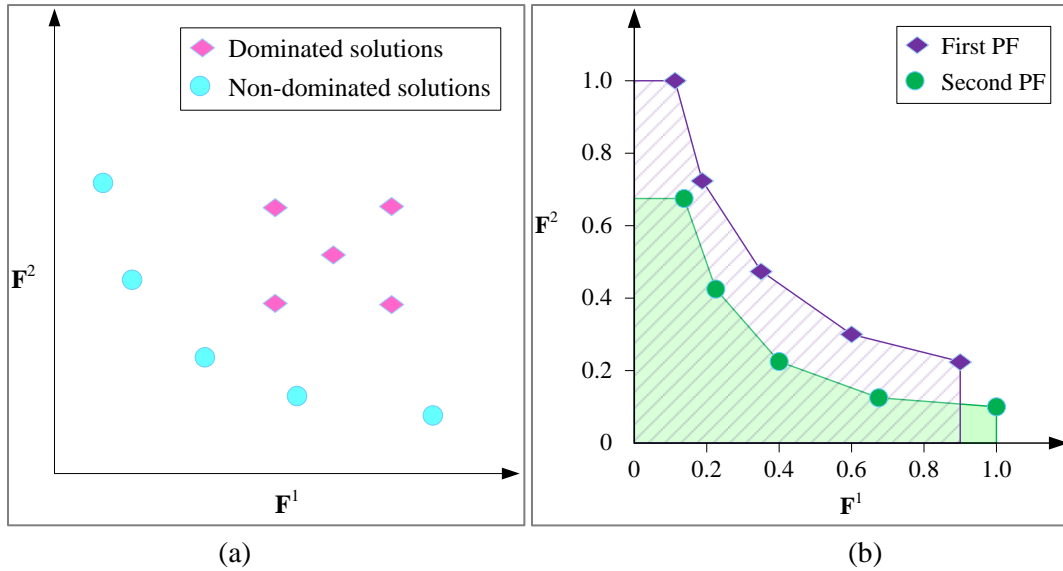 Dominated solutions
Non-dominated solutions
F²
F¹
(a)
First PF
Second PF
1.0
0.8
0.6
F²
0.4
0.2
0
0 0.2 0.4 0.6 0.8 1.0
F¹
(b)